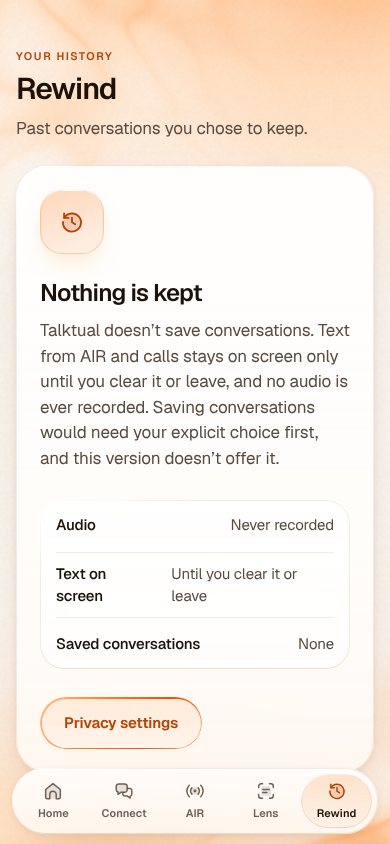 YOUR HISTORY
Rewind
Past conversations you chose to keep.
Nothing is kept
Talktual doesn’t save conversations. Text
from AIR and calls stays on screen only
until you clear it or leave, and no audio is
ever recorded. Saving conversations
would need your explicit choice first,
and this version doesn’t offer it.
Audio Never recorded
Text on screen Until you clear it or leave
Saved conversations None
Privacy settings
Home Connect AIR Lens Rewind